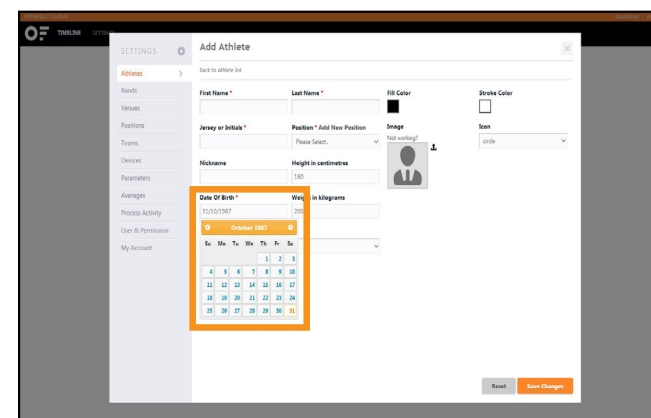 OPENFIELD CLOUD
OF TIMELINE
SETTINGS
Athletes >
Bands
Venues
Positions
Teams
Devices
Parameters
Averages
Process Activity
User & Permission
My Account
Add Athlete
Back to Athlete list
First Name * Last Name * Fill Color Stroke Color
Jersey or Initials * Position * Add New Position Image Icon
Please Select.. Not working? circle
Nickname Height in centimetres
180
Date Of Birth * Weight in kilograms
31/10/1987 200
October 1987
Su Mo Tu We Th Fr Sa
1 2 3
4 5 6 7 8 9 10
11 12 13 14 15 16 17
18 19 20 21 22 23 24
25 26 27 28 29 30 31
Reset Save Changes